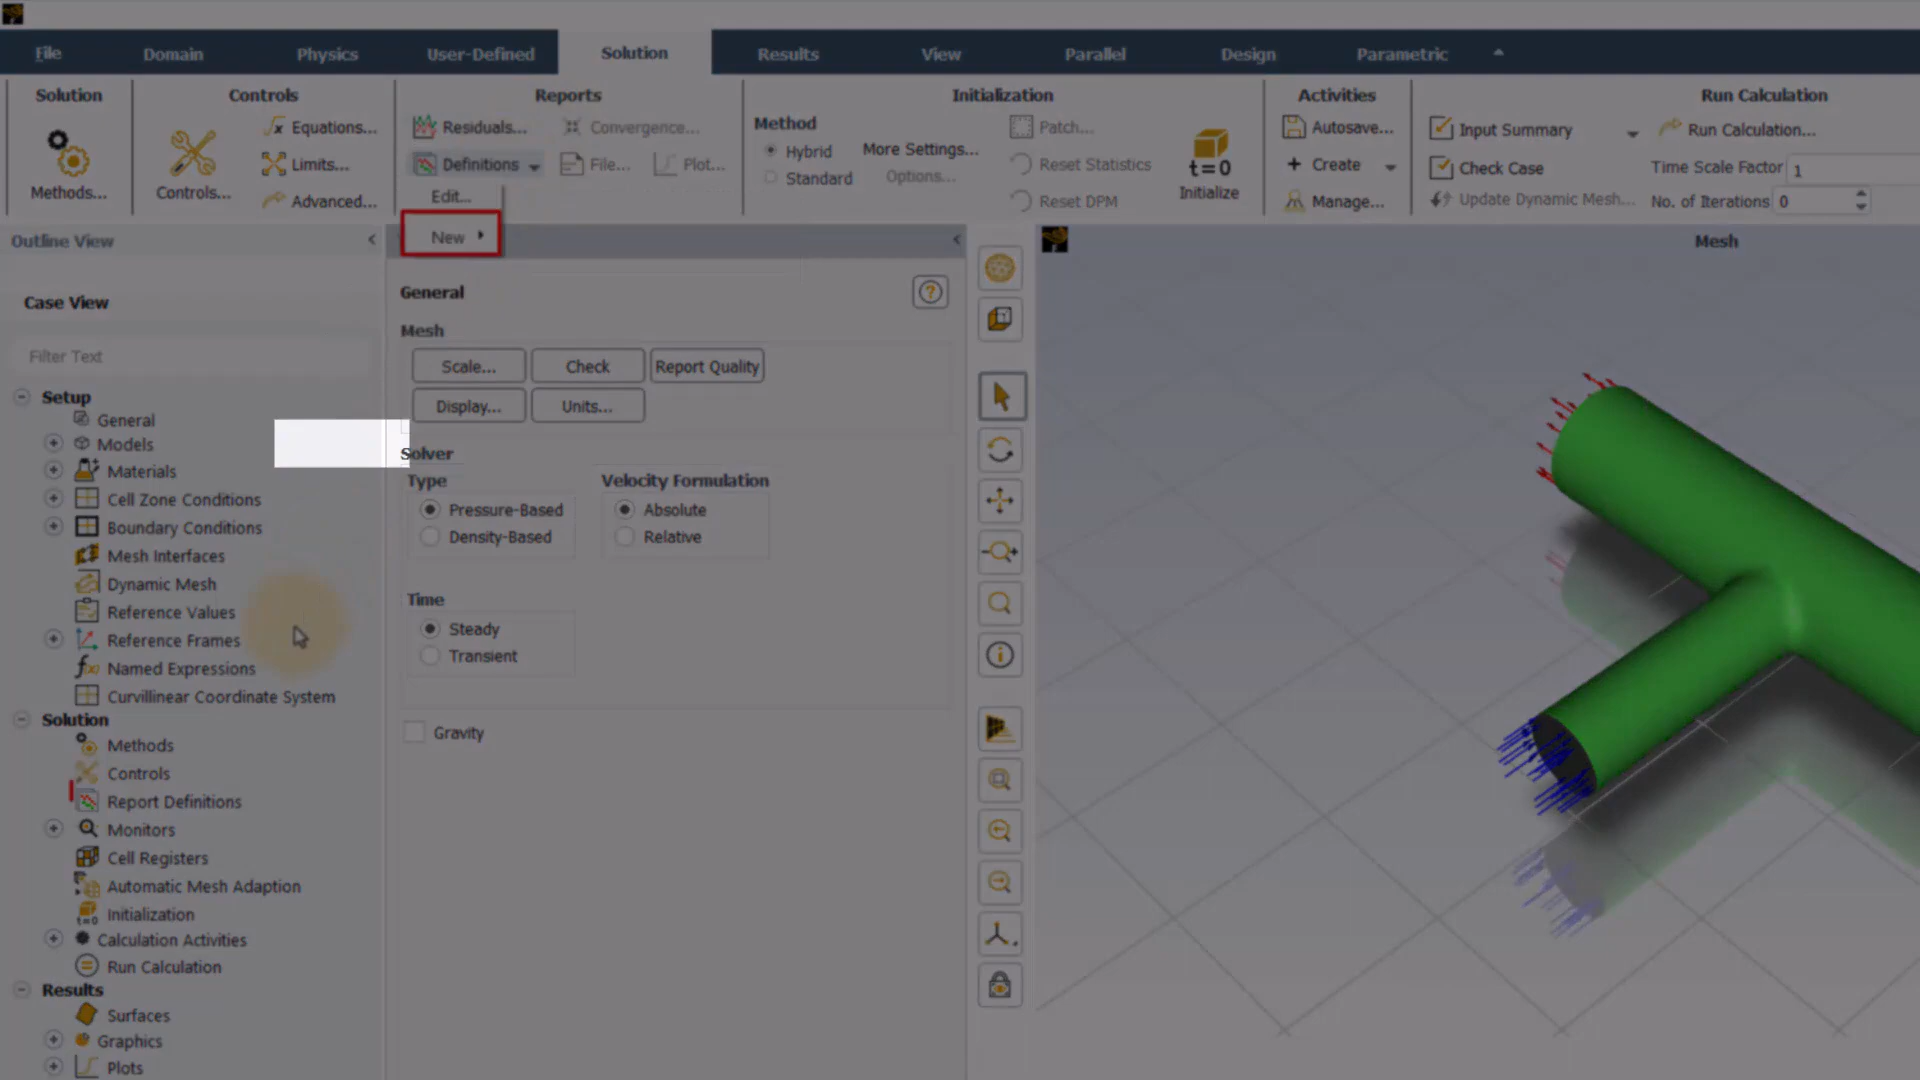 File Domain Physics User-Defined Solution Results View Parallel Design Parametric
Solution Controls Reports Initialization Activities Run Calculation
Methods...
Controls...
Equations...
Limits...
Advanced...
Residuals... Convergence...
Definitions File... Plot...
Edit...
New
Method
Hybrid
Standard
More Settings...
Options...
Patch...
Reset Statistics
Reset DPM
t=0
Initialize
Autosave...
Create
Manage...
Input Summary
Check Case
Update Dynamic Mesh...
Run Calculation...
Time Scale Factor 1
No. of Iterations 0
Outline View
Case View
Filter Text
Setup
General
Models
Materials
Cell Zone Conditions
Boundary Conditions
Mesh Interfaces
Dynamic Mesh
Reference Values
Reference Frames
Named Expressions
Curvillinear Coordinate System
Solution
Methods
Controls
Report Definitions
Monitors
Cell Registers
Automatic Mesh Adaption
t=0 Initialization
Calculation Activities
Run Calculation
Results
Surfaces
Graphics
Plots
General
Mesh
Scale... Check Report Quality
Display... Units...
Solver
Type
Pressure-Based
Density-Based
Velocity Formulation
Absolute
Relative
Time
Steady
Transient
Gravity
Mesh